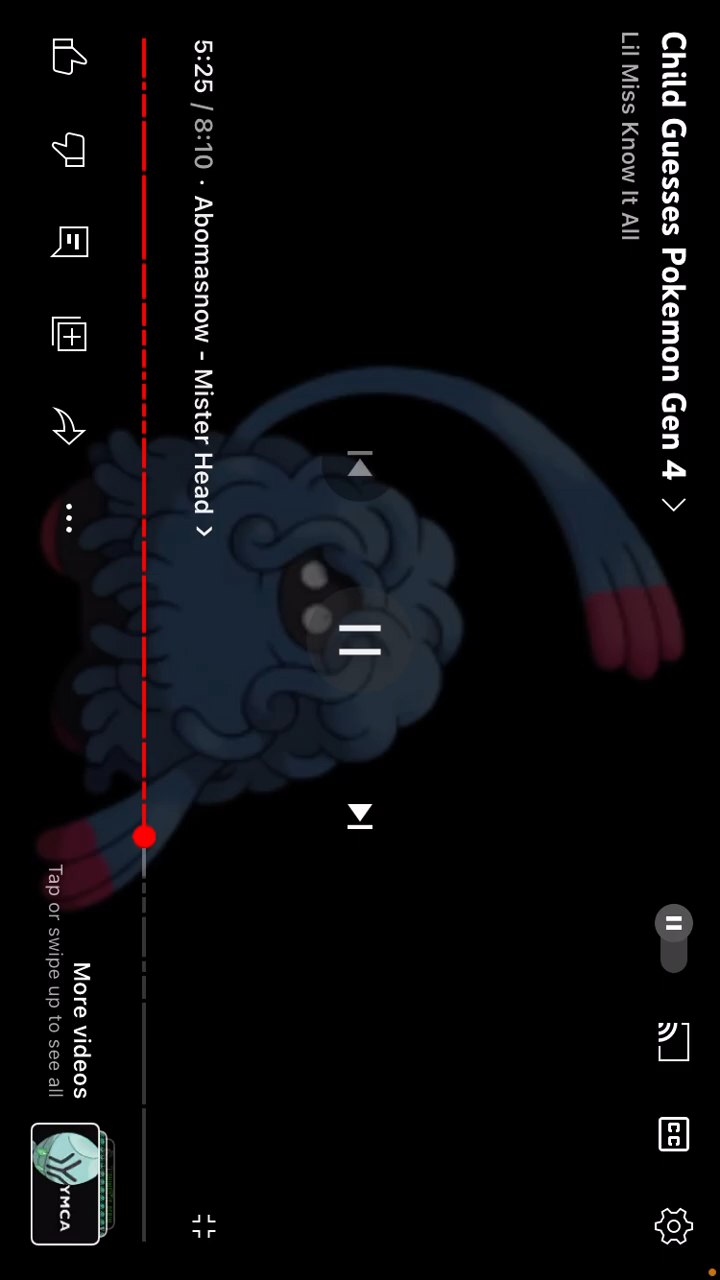 Child Guesses Pokemon Gen 4
Lil Miss Know It All
CC
5:25 / 8:10 · Abomasnow - Mister Head
More videos
Tap or swipe up to see all
YMCA